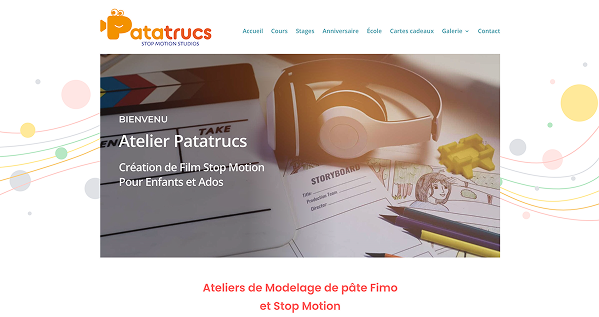 Patatrucs
STOP MOTION STUDIOS
Accueil Cours Stages Anniversaire École Cartes cadeaux Galerie Contact
TAKE
BIENVENU
Atelier Patatrucs
Création de Film Stop Motion
Pour Enfants et Ados
STORYBOARD
Title:
Production Team
Director
Ateliers de Modelage de pâte Fimo
et Stop Motion